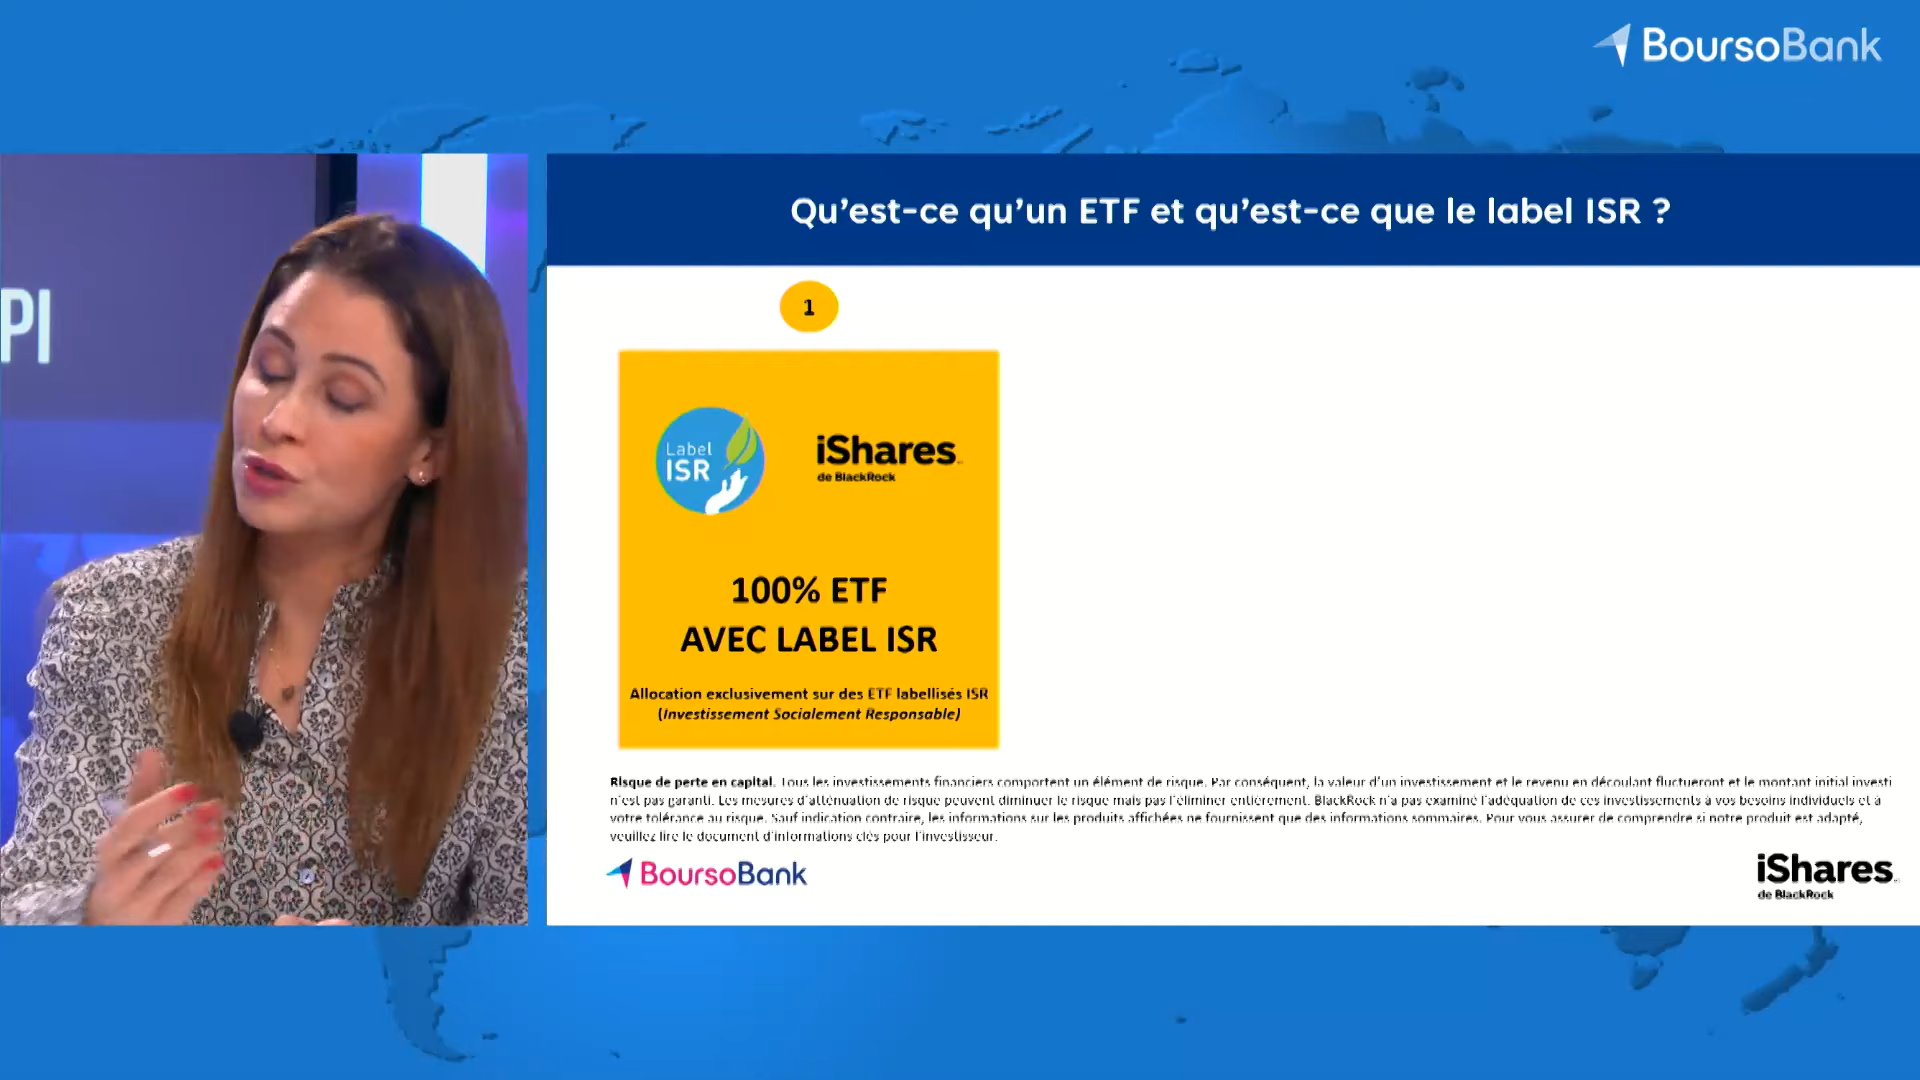 BoursoBank
PI
Qu’est-ce qu’un ETF et qu’est-ce que le label ISR ?
1
Label
ISR
iShares
de BlackRock
100% ETF
AVEC LABEL ISR
Allocation exclusivement sur des ETF labellisés ISR
(Investissement Socialement Responsable)
Risque de perte en capital. Tous les investissements financiers comportent un élément de risque. Par conséquent, la valeur d’un investissement et le revenu en découlant fluctueront et le montant initial investi
n’est pas garanti. Les mesures d’atténuation de risque peuvent diminuer le risque mais pas l’éliminer entièrement. BlackRock n’a pas examiné l’adéquation de ces investissements à vos besoins individuels et à
votre tolérance au risque. Sauf indication contraire, les informations sur les produits affichées ne fournissent que des informations sommaires. Pour vous assurer de comprendre si notre produit est adapté,
veuillez lire le document d’informations clés pour l’investisseur.
BoursoBank
iShares
de BlackRock